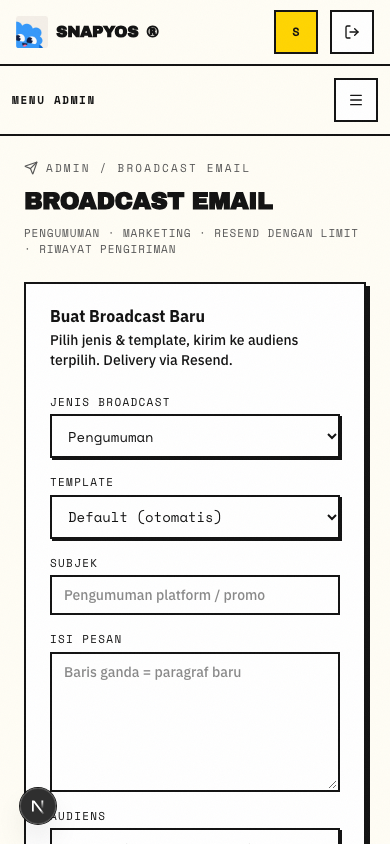 SNAPYOS ®
S
MENU ADMIN
ADMIN / BROADCAST EMAIL
BROADCAST EMAIL
PENGUMUMAN · MARKETING · RESEND DENGAN LIMIT
· RIWAYAT PENGIRIMAN
Buat Broadcast Baru
Pilih jenis & template, kirim ke audiens
terpilih. Delivery via Resend.
JENIS BROADCAST
Pengumuman
TEMPLATE
Default (otomatis)
SUBJEK
Pengumuman platform / promo
ISI PESAN
Baris ganda = paragraf baru
N
AUDIENS